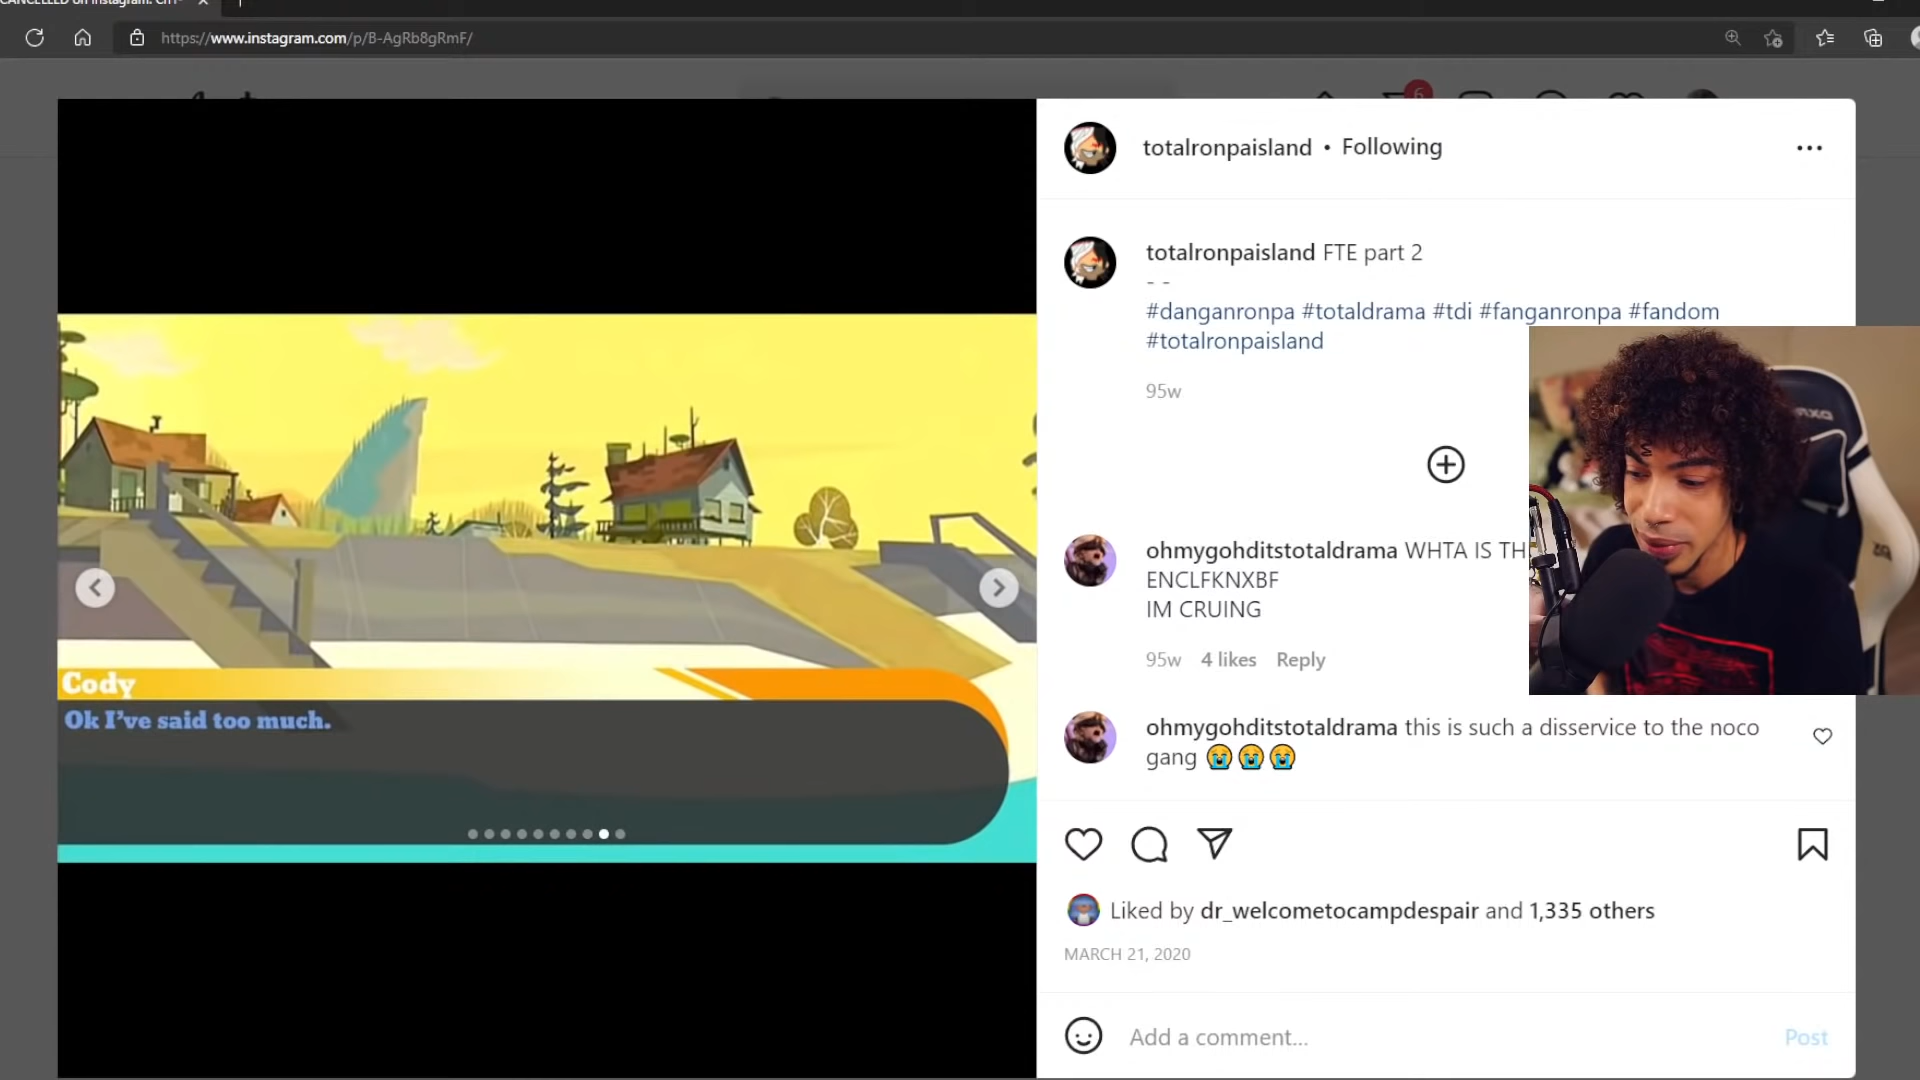 https://www.instagram.com/p/B-AgRb8gRmF/
6
totalronpaisland • Following
totalronpaisland FTE part 2
- -
#danganronpa #totaldrama #tdi #fanganronpa #fandom
#totalronpaisland
95w
ohmygohditstotaldrama WHTA IS TH
ENCLFKNXBF
IM CRUING
95w 4 likes Reply
ohmygohditstotaldrama this is such a disservice to the noco
gang 😭😭😭
Cody
Ok I've said too much.
Liked by dr_welcometocampdespair and 1,335 others
MARCH 21, 2020
Add a comment...
Post